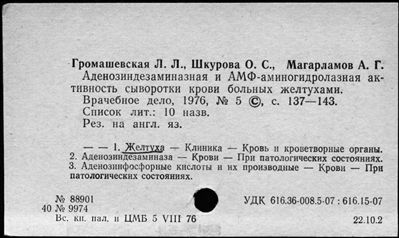 Громашевская Л. Л., Шкурова О. С., Магарламов А. Г.
Аденозиндезаминазная и АМФ-аминогидролазная ак-
тивность сыворотки крови больных желтухами.
Врачебное дело, 1976, № 5 ©, с. 137—143.
Список лит.: 10 назв.
Рез. на англ. яз.
— — 1. Желтуха — Клиника — Кровь и кроветворные органы.
2. Аденозиндезаминаза — Крови — При патологических состояниях.
3. Аденозинфосфорные кислоты и их производные — Крови — При
патологических состояниях.
№ 88901
УДК 616.36-008.5-07 : 616.15-07
40 № 9974
Вс. кн. пал. и ЦМБ 5 VIII 76
22.10.2